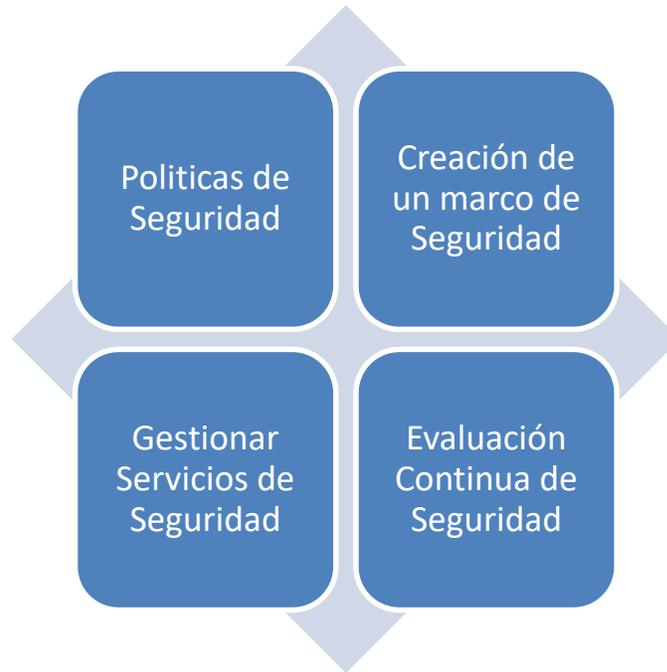 Politicas de
Seguridad
Creación de
un marco de
Seguridad
Gestionar
Servicios de
Seguridad
Evaluación
Continua de
Seguridad